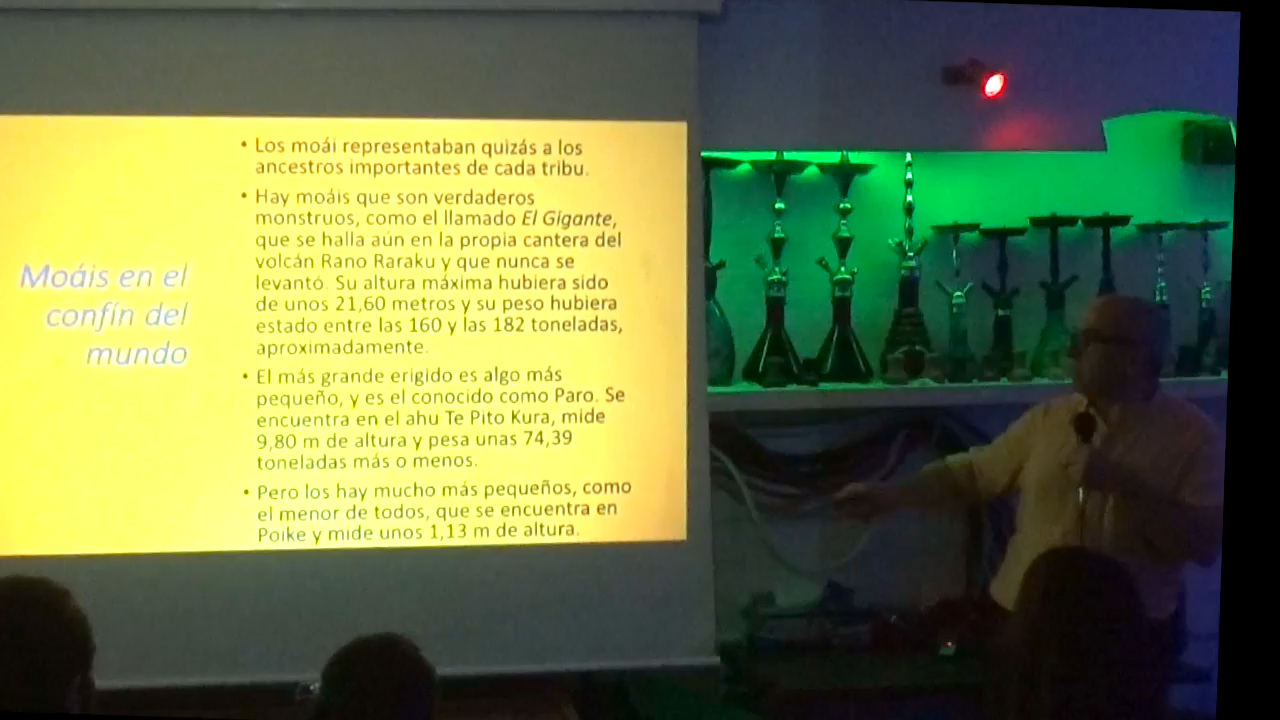 Moáis en el
confín del
mundo
• Los moái representaban quizás a los
ancestros importantes de cada tribu.
• Hay moáis que son verdaderos
monstruos, como el llamado El Gigante,
que se halla aún en la propia cantera del
volcán Rano Raraku y que nunca se
levantó. Su altura máxima hubiera sido
de unos 21,60 metros y su peso hubiera
estado entre las 160 y las 182 toneladas,
aproximadamente.
• El más grande erigido es algo más
pequeño, y es el conocido como Paro. Se
encuentra en el ahu Te Pito Kura, mide
9,80 m de altura y pesa unas 74,39
toneladas más o menos.
• Pero los hay mucho más pequeños, como
el menor de todos, que se encuentra en
Poike y mide unos 1,13 m de altura.